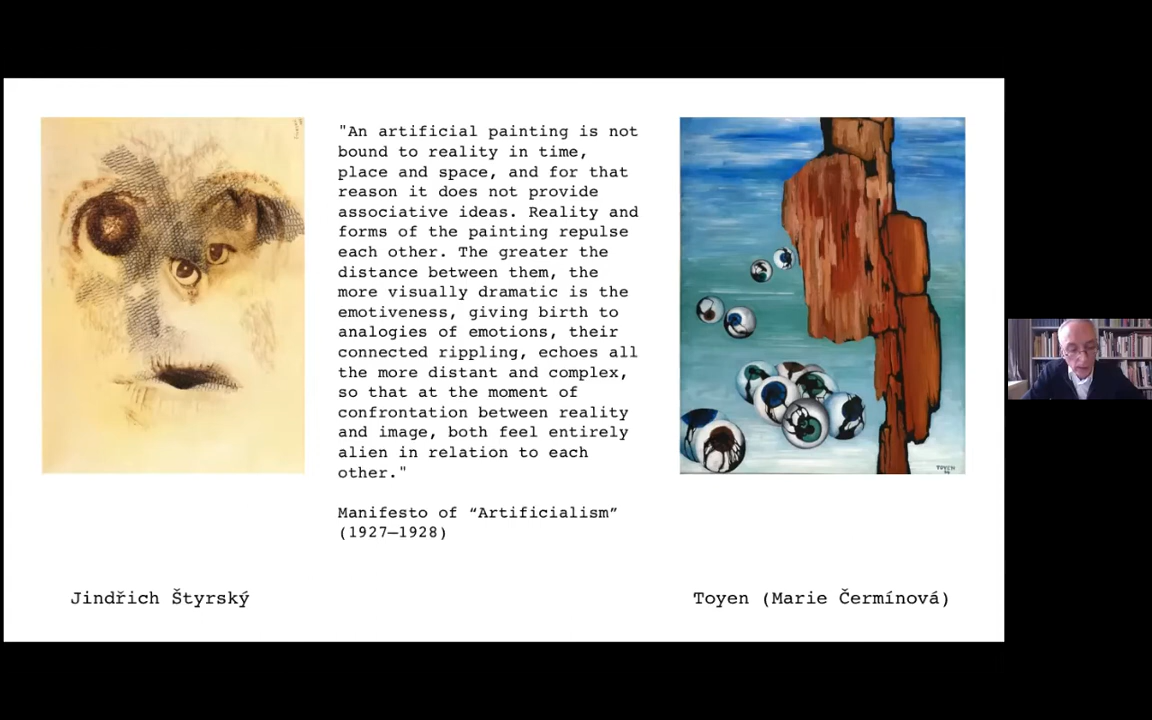 "An artificial painting is not
bound to reality in time,
place and space, and for that
reason it does not provide
associative ideas. Reality and
forms of the painting repulse
each other. The greater the
distance between them, the
more visually dramatic is the
emotiveness, giving birth to
analogies of emotions, their
connected rippling, echoes all
the more distant and complex,
so that at the moment of
confrontation between reality
and image, both feel entirely
alien in relation to each
other."
Manifesto of “Artificialism”
(1927–1928)
TOYEN
Jindřich Štyrský
Toyen (Marie Čermínová)